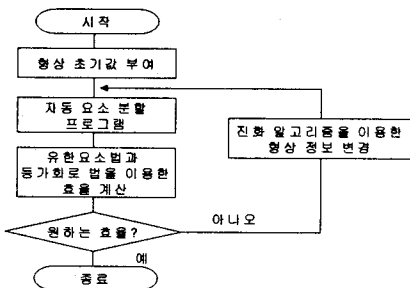 시작
형상 초기값 부여
자동 요소 분할
프로그램
유한요소법과
등가회로 법을 이용한
효율 계산
진화 알고리즘을 이용한
형상 정보 변경
원하는 효율?
아니오
예
종료